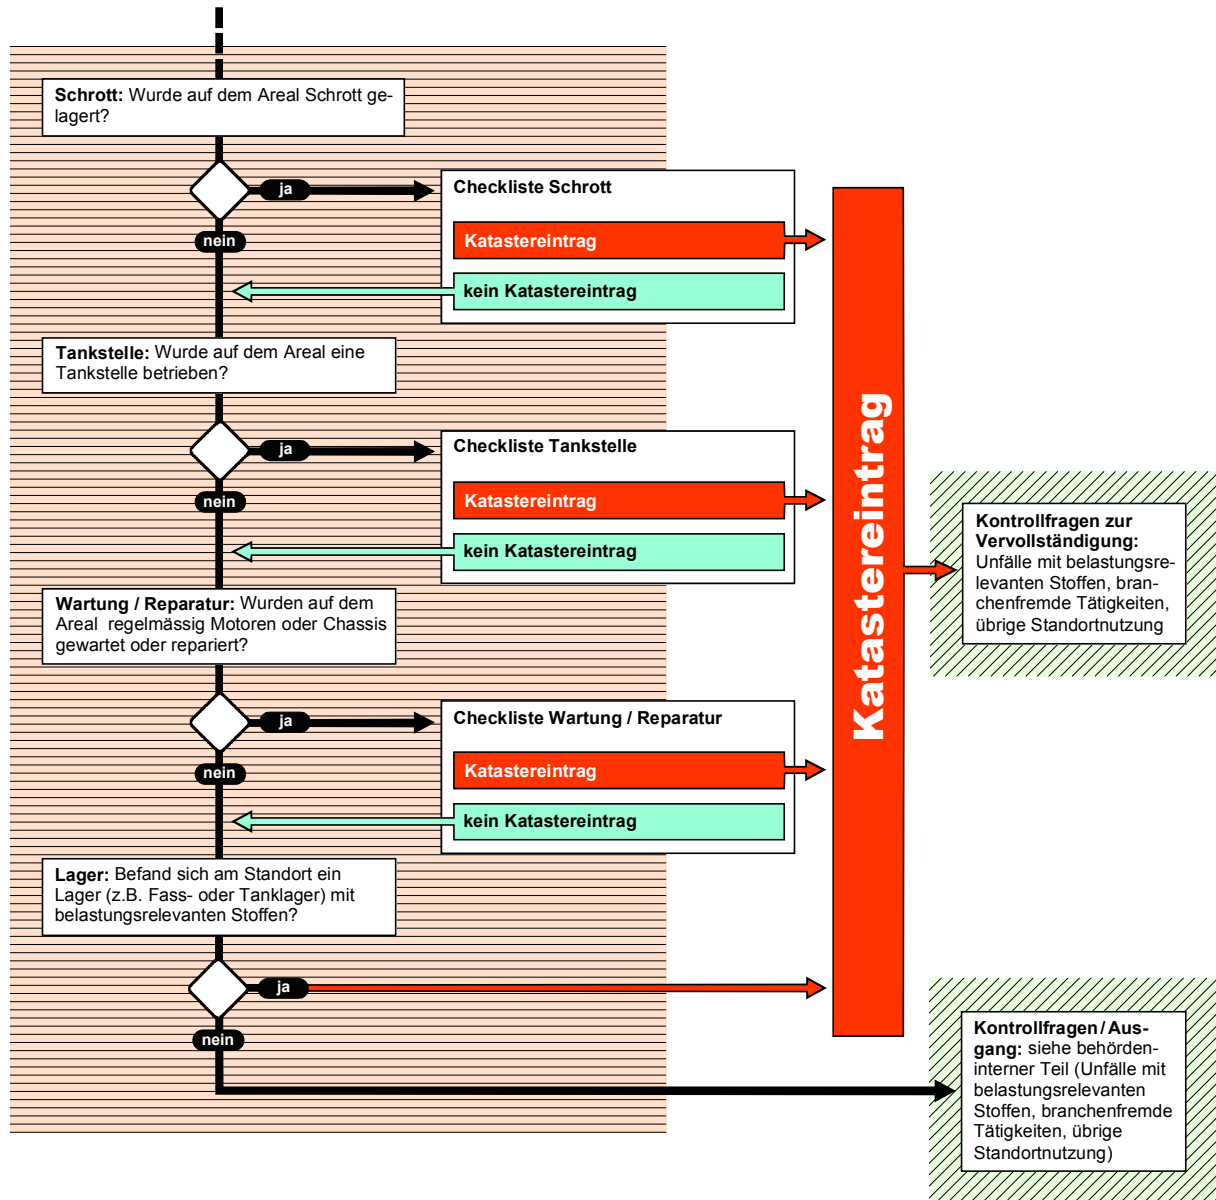 Schrott: Wurde auf dem Areal Schrott ge-
lagert?
ja
nein
Checkliste Schrott
Katastereintrag
kein Katastereintrag
Tankstelle: Wurde auf dem Areal eine
Tankstelle betrieben?
ja
nein
Checkliste Tankstelle
Katastereintrag
kein Katastereintrag
Wartung / Reparatur: Wurden auf dem
Areal regelmässig Motoren oder Chassis
gewartet oder repariert?
ja
nein
Checkliste Wartung / Reparatur
Katastereintrag
kein Katastereintrag
Lager: Befand sich am Standort ein
Lager (z.B. Fass- oder Tanklager) mit
belastungsrelevanten Stoffen?
ja
nein
Katastereintrag
Kontrollfragen zur
Vervollständigung:
Unfälle mit belastungsre-
levanten Stoffen, bran-
chenfremde Tätigkeiten,
übrige Standortnutzung
Kontrollfragen / Aus-
gang: siehe behörden-
interner Teil (Unfälle mit
belastungsrelevanten
Stoffen, branchenfremde
Tätigkeiten, übrige
Standortnutzung)